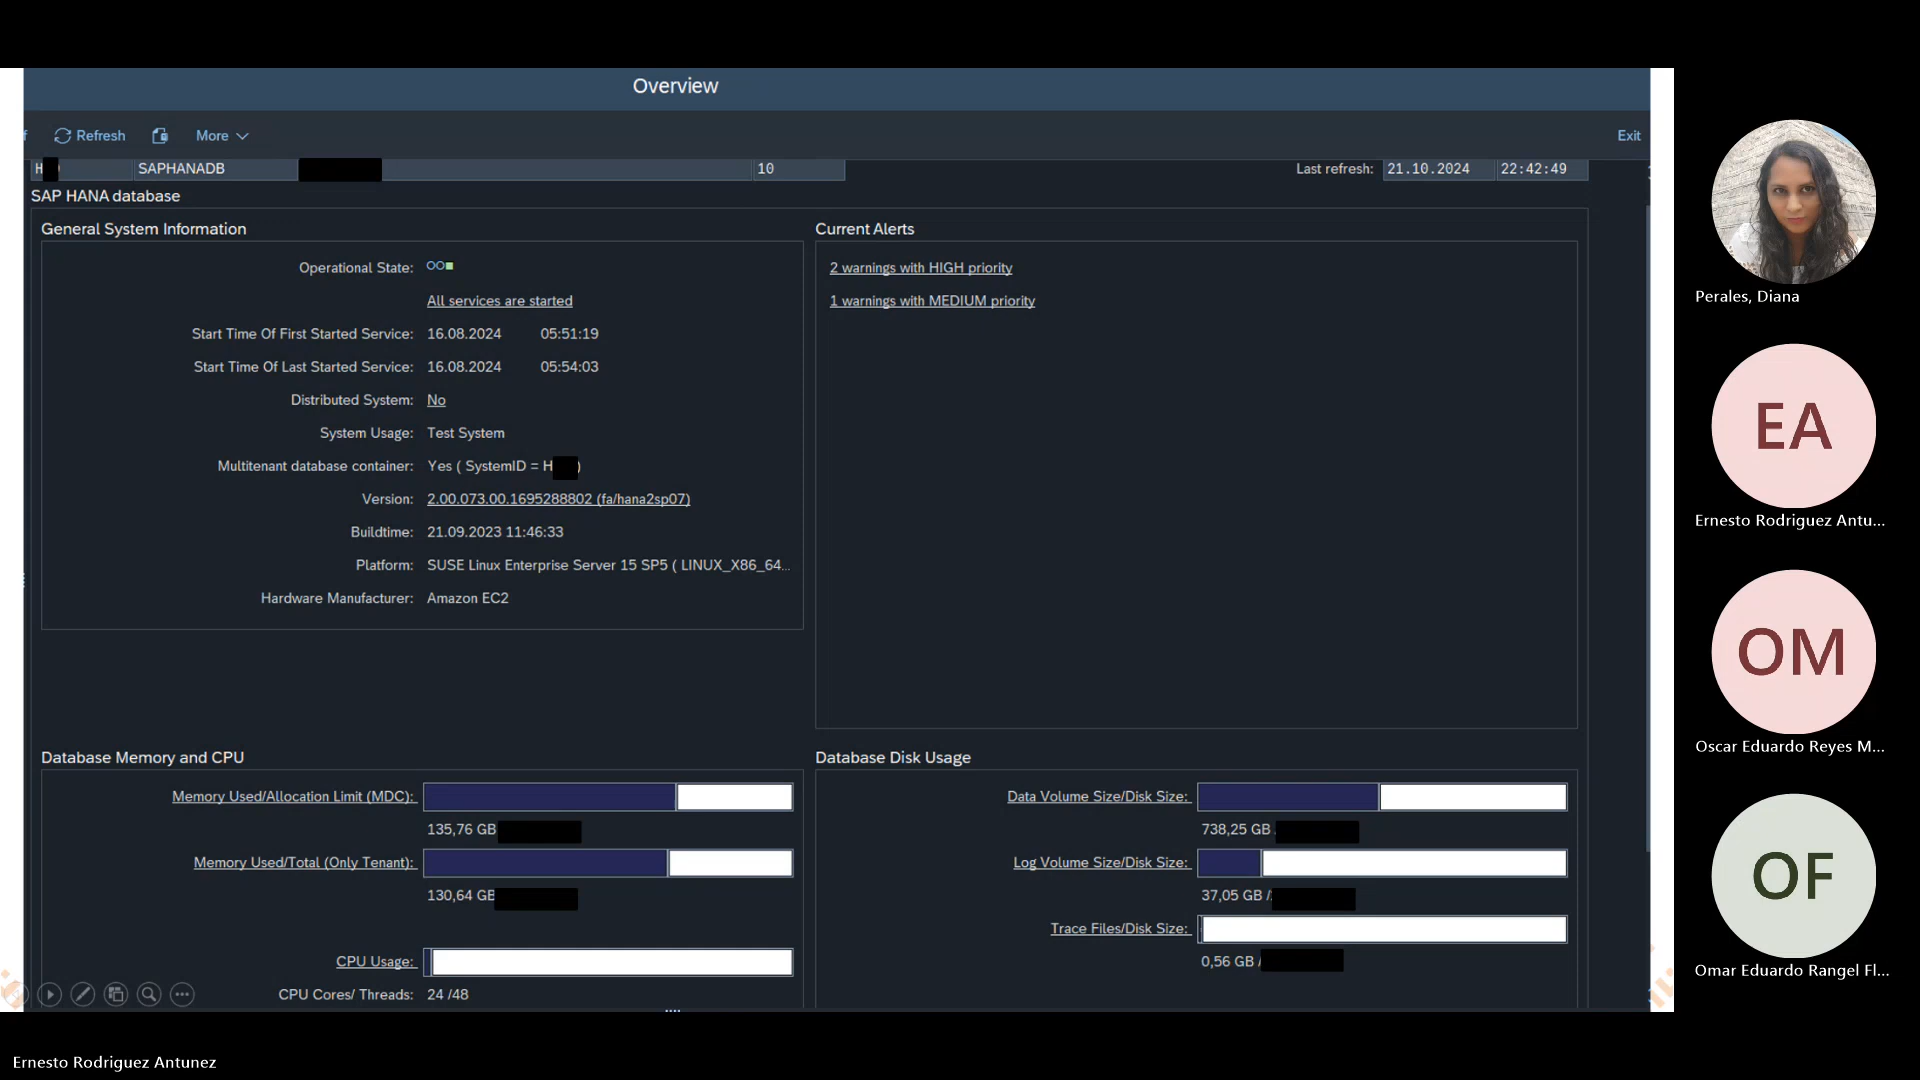 Overview
Refresh
More
Exit
H
SAPHANADB
10
Last refresh: 21.10.2024 22:42:49
SAP HANA database
General System Information
Operational State:
All services are started
Start Time Of First Started Service: 16.08.2024 05:51:19
Start Time Of Last Started Service: 16.08.2024 05:54:03
Distributed System: No
System Usage: Test System
Multitenant database container: Yes ( SystemID = H )
Version: 2.00.073.00.1695288802 (fa/hana2sp07)
Buildtime: 21.09.2023 11:46:33
Platform: SUSE Linux Enterprise Server 15 SP5 ( LINUX_X86_64...
Hardware Manufacturer: Amazon EC2
Current Alerts
2 warnings with HIGH priority
1 warnings with MEDIUM priority
Database Memory and CPU
Memory Used/Allocation Limit (MDC):
135,76 GB
Memory Used/Total (Only Tenant):
130,64 GB
CPU Usage:
CPU Cores/ Threads: 24 /48
Database Disk Usage
Data Volume Size/Disk Size:
738,25 GB
Log Volume Size/Disk Size:
37,05 GB /
Trace Files/Disk Size:
0,56 GB /
Perales, Diana
EA
Ernesto Rodriguez Antu...
OM
Oscar Eduardo Reyes M...
OF
Omar Eduardo Rangel Fl...
Ernesto Rodriguez Antunez